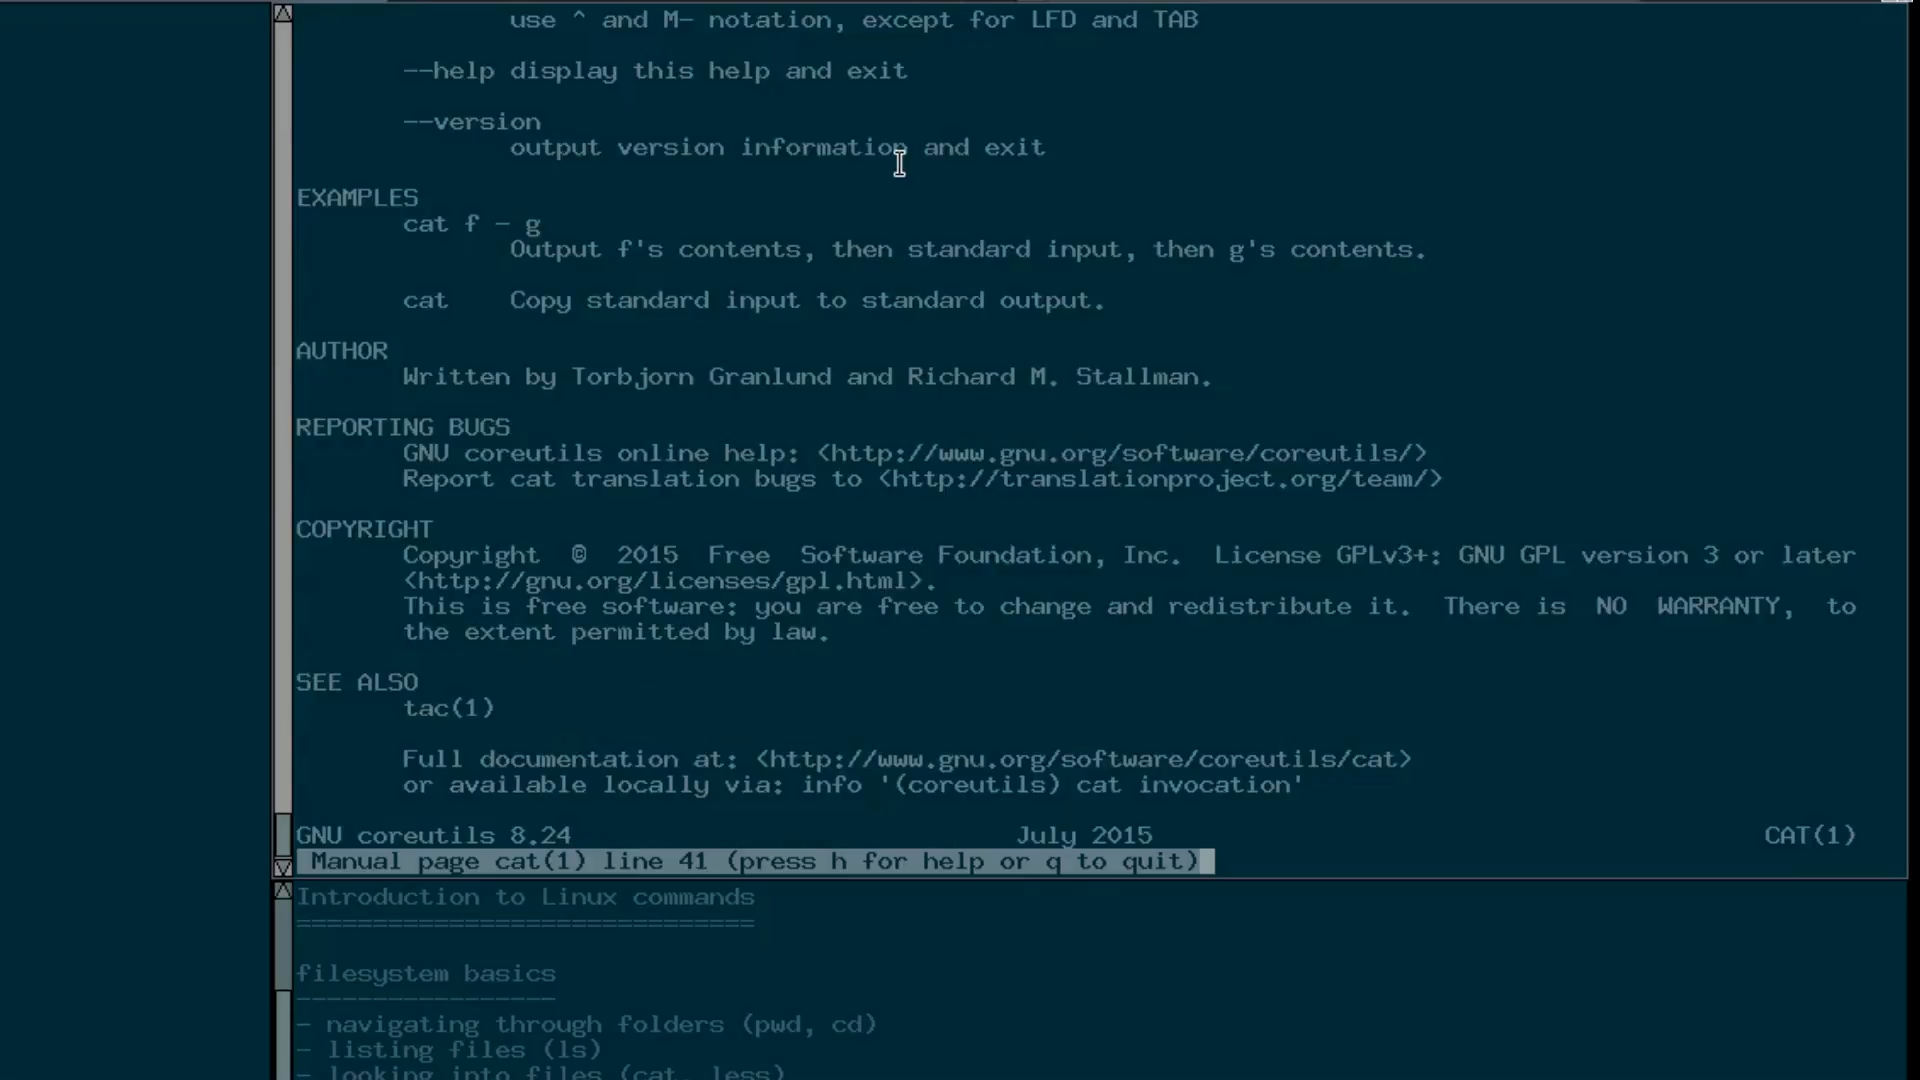 use ^ and M- notation, except for LFD and TAB
--help display this help and exit
--version
output version information and exit
EXAMPLES
cat f - g
Output f's contents, then standard input, then g's contents.
cat    Copy standard input to standard output.
AUTHOR
Written by Torbjorn Granlund and Richard M. Stallman.
REPORTING BUGS
GNU coreutils online help: <http://www.gnu.org/software/coreutils/>
Report cat translation bugs to <http://translationproject.org/team/>
COPYRIGHT
Copyright  ©  2015  Free  Software Foundation, Inc.  License GPLv3+: GNU GPL version 3 or later
<http://gnu.org/licenses/gpl.html>.
This is free software: you are free to change and redistribute it.  There is  NO  WARRANTY,  to
the extent permitted by law.
SEE ALSO
tac(1)
Full documentation at: <http://www.gnu.org/software/coreutils/cat>
or available locally via: info '(coreutils) cat invocation'
GNU coreutils 8.24    July 2015    CAT(1)
Manual page cat(1) line 41 (press h for help or q to quit)
Introduction to Linux commands
==============================
filesystem basics
-----------------
- navigating through folders (pwd, cd)
- listing files (ls)
- looking into files (cat, less)